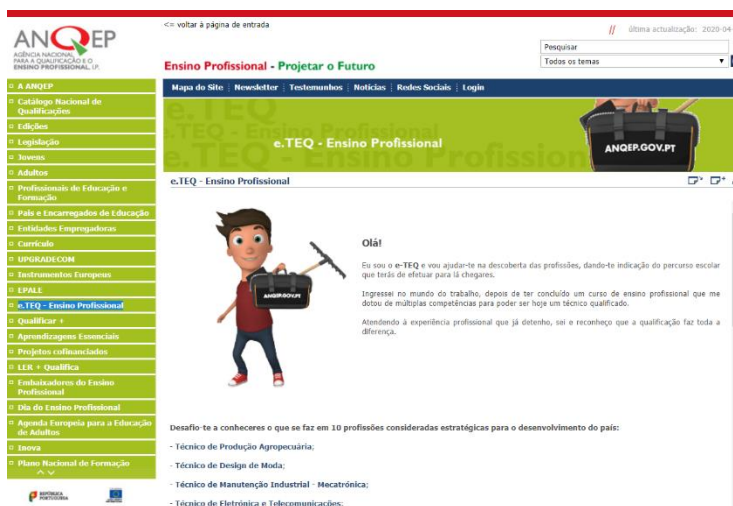 <= voltar à página de entrada
// última actualização: 2020-04-
ANQEP
AGÊNCIA NACIONAL
PARA A QUALIFICAÇÃO E O
ENSINO PROFISSIONAL, I.P.
Pesquisar
Todos os temas
Ensino Profissional - Projetar o Futuro
Mapa do Site | Newsletter | Testemunhos | Notícias | Redes Sociais | Login
A ANQEP
Catálogo Nacional de
Qualificações
Edições
Legislação
Jovens
Adultos
Profissionais de Educação e
Formação
Pais e Encarregados de Educação
Entidades Empregadoras
Currículo
UPGRADECOM
Instrumentos Europeus
EPALE
e.TEQ - Ensino Profissional
Qualificar +
Aprendizagens Essenciais
Projetos cofinanciados
LER + Qualifica
Embaixadores do Ensino
Profissional
Dia do Ensino Profissional
Agenda Europeia para a Educação
de Adultos
Inova
Plano Nacional de Formação
REPÚBLICA
PORTUGUESA
e.TEQ
e.TEQ - Ensino Profissional
e.TEQ - Ensino Profissional
e.TEQ - Ensino Profissional
ANQEP.GOV.PT
e.TEQ - Ensino Profissional
ANQEP.GOV.PT
Olá!
Eu sou o e-TEQ e vou ajudar-te na descoberta das profissões, dando-te indicação do percurso escolar
que terás de efetuar para lá chegares.
Ingressei no mundo do trabalho, depois de ter concluído um curso de ensino profissional que me
dotou de múltiplas competências para poder ser hoje um técnico qualificado.
Atendendo à experiência profissional que já detenho, sei e reconheço que a qualificação faz toda a
diferença.
Desafio-te a conheceres o que se faz em 10 profissões consideradas estratégicas para o desenvolvimento do país:
- Técnico de Produção Agropecuária;
- Técnico de Design de Moda;
- Técnico de Manutenção Industrial - Mecatrónica;
- Técnico de Eletrónica e Telecomunicações;